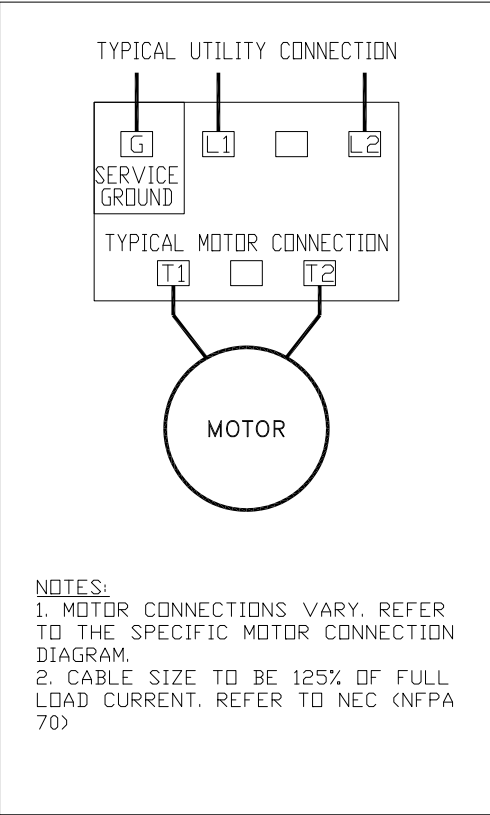 TYPICAL UTILITY CONNECTION
G L1 L2
SERVICE
GROUND
TYPICAL MOTOR CONNECTION
T1 T2
MOTOR
NOTES:
1. MOTOR CONNECTIONS VARY. REFER
TO THE SPECIFIC MOTOR CONNECTION
DIAGRAM.
2. CABLE SIZE TO BE 125% OF FULL
LOAD CURRENT. REFER TO NEC (NFPA
70)